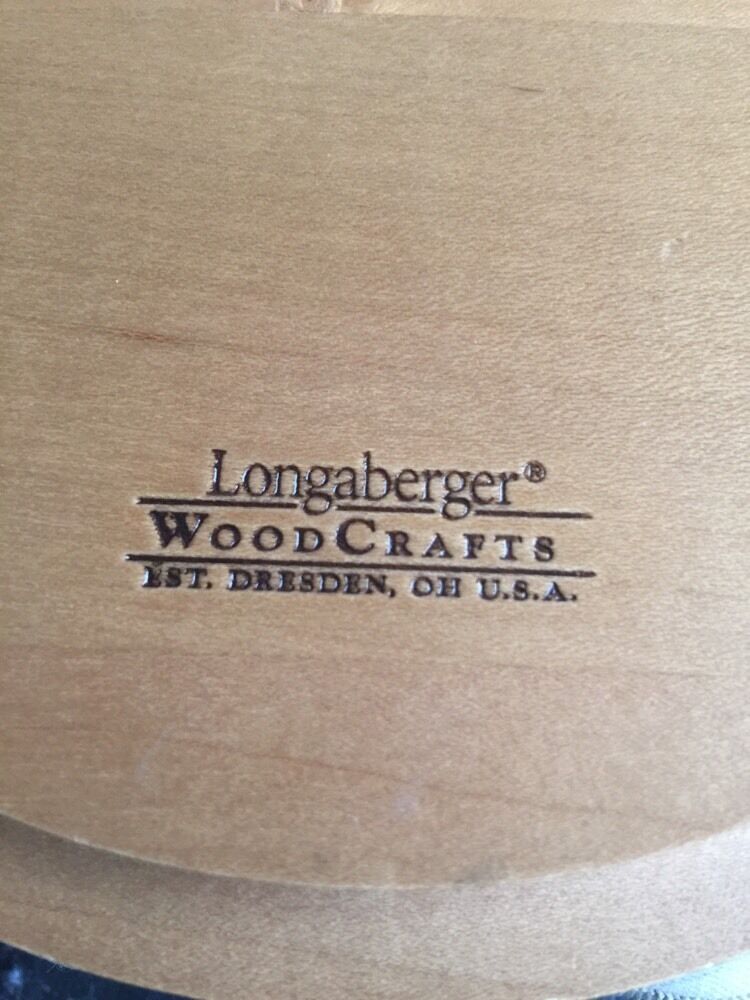 Longaberger®
WOODCRAFTS
EST. DRESDEN, OH U.S.A.